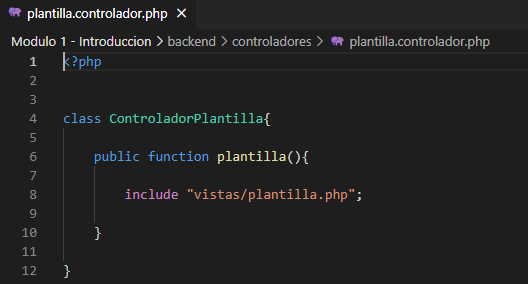 plantilla.controlador.php ×
Modulo 1 - Introduccion > backend > controladores > plantilla.controlador.php
1 <?php
2
3
4 class ControladorPlantilla{
5
6 public function plantilla(){
7
8 include "vistas/plantilla.php";
9
10 }
11
12 }